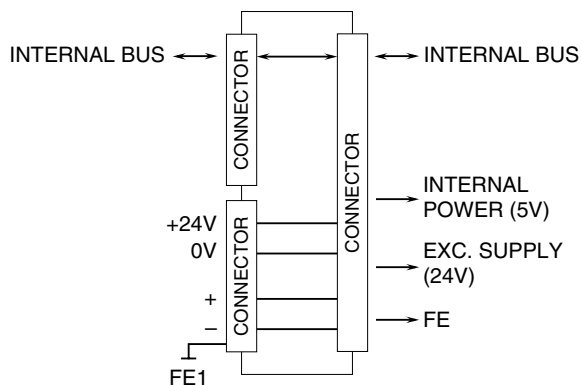 INTERNAL BUS
CONNECTOR
CONNECTOR
INTERNAL BUS
CONNECTOR
INTERNAL
POWER (5V)
+24V
0V
EXC. SUPPLY
(24V)
+
FE
–
FE1